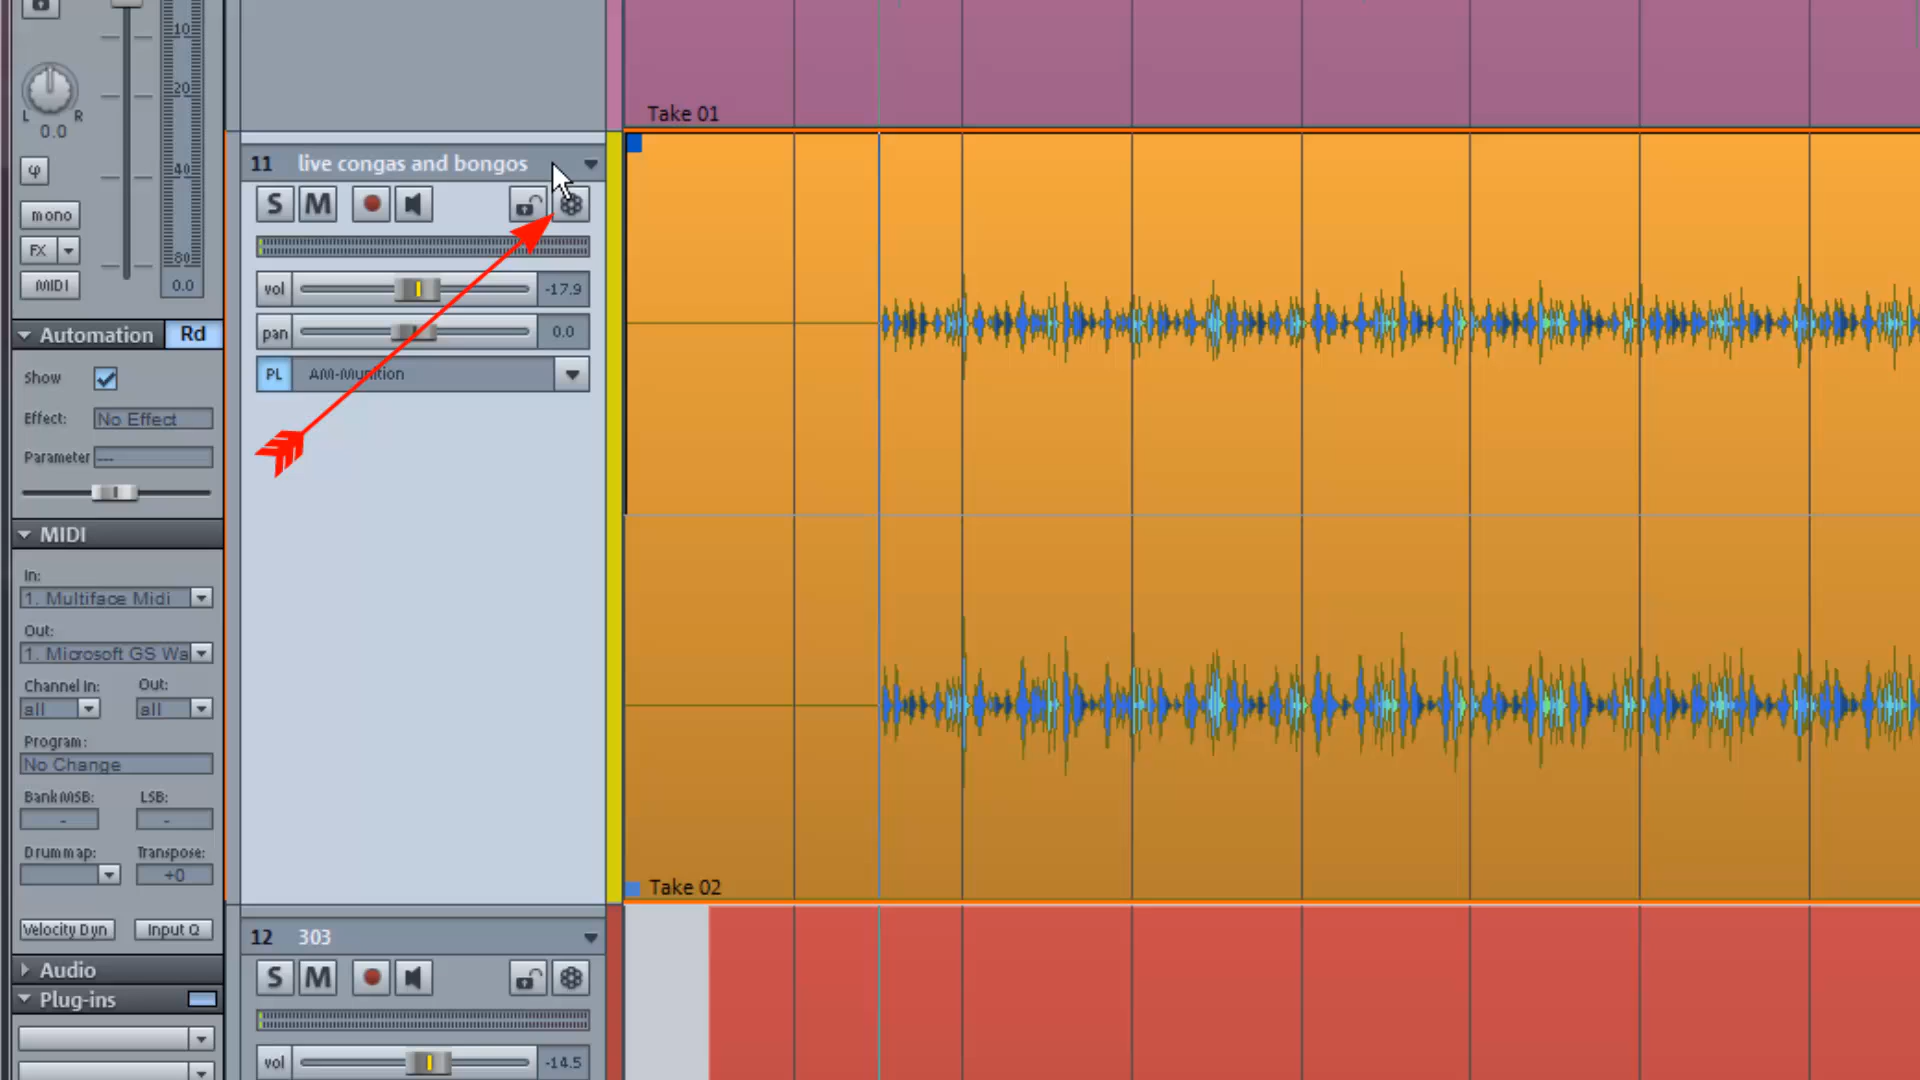 10
20
40
80
L R
0.0
φ
mono
FX
MIDI
0.0
Automation Rd
Show
Effect: No Effect
Parameter ---
MIDI
In:
1. Multiface Midi
Out:
1. Microsoft GS Wa
Channel In: Out:
all all
Program:
No Change
Bank MSB: LSB:
- -
Drum map: Transpose:
+0
Velocity Dyn Input Q
Audio
Plug-ins
11 live congas and bongos
S M
vol -17.9
pan 0.0
PL AM-Munition
12 303
S M
vol -14.5
Take 01
Take 02